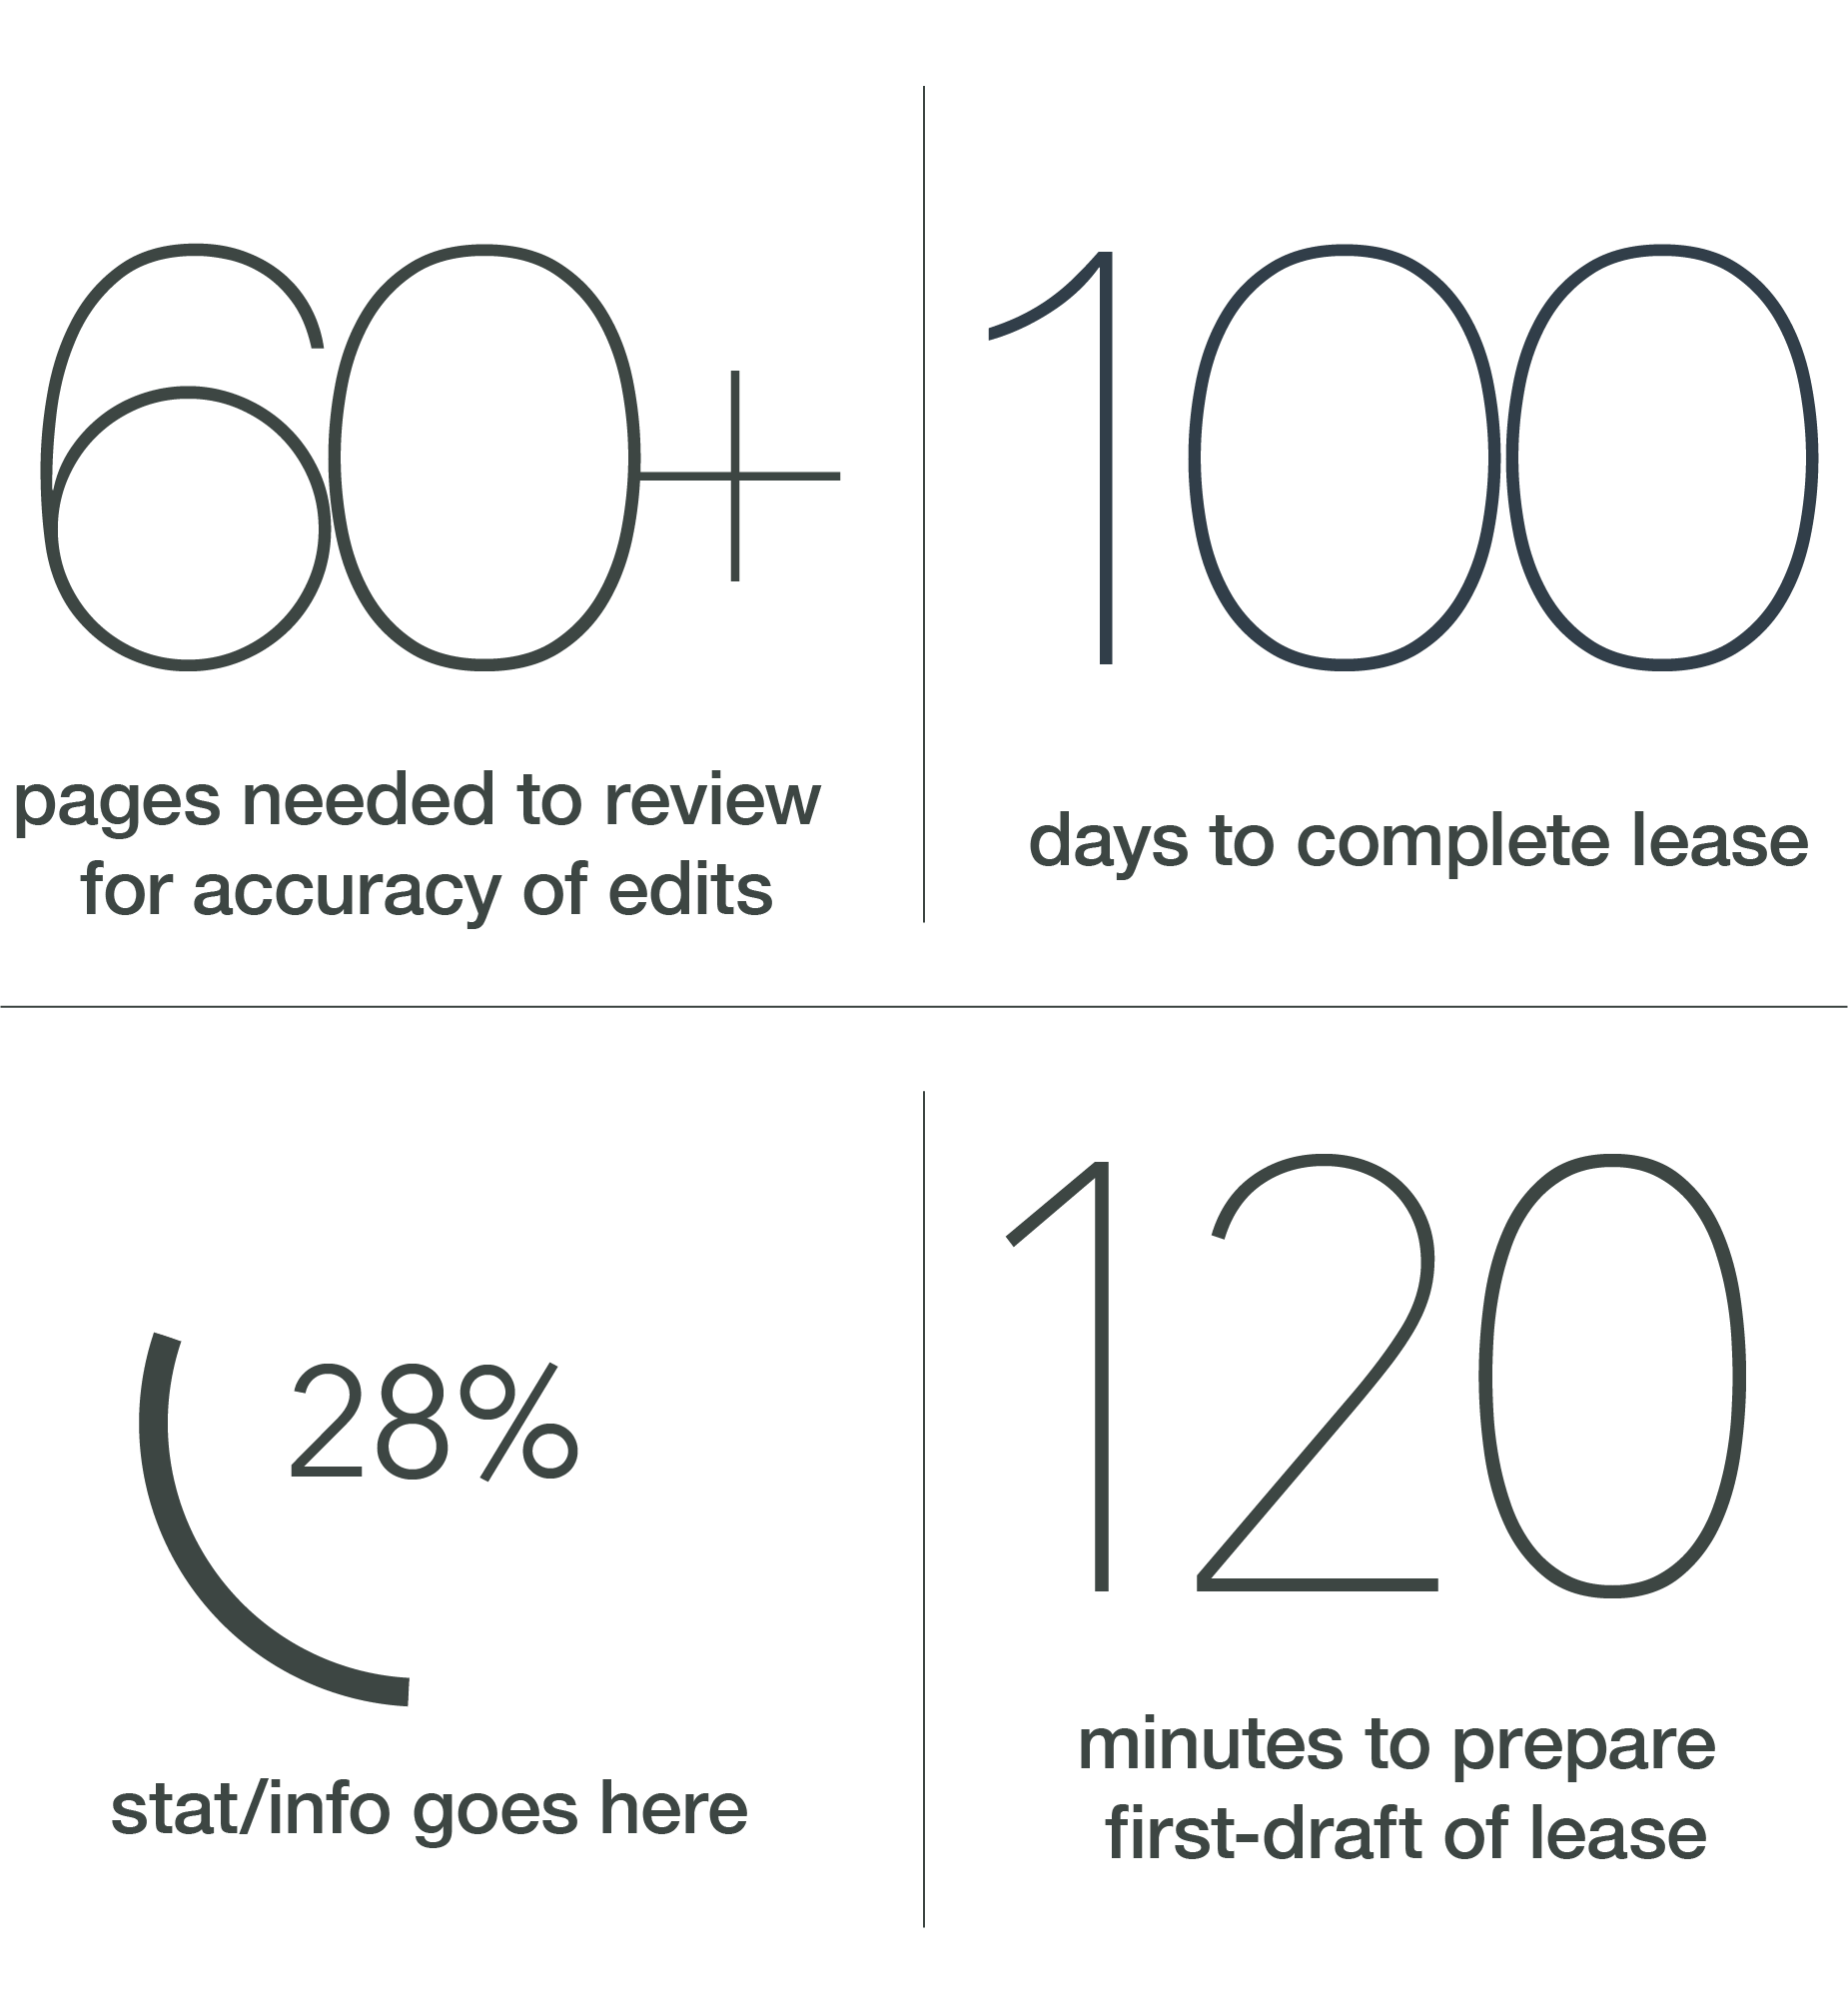 60+
pages needed to review
for accuracy of edits
100
days to complete lease
28%
stat/info goes here
120
minutes to prepare
first-draft of lease